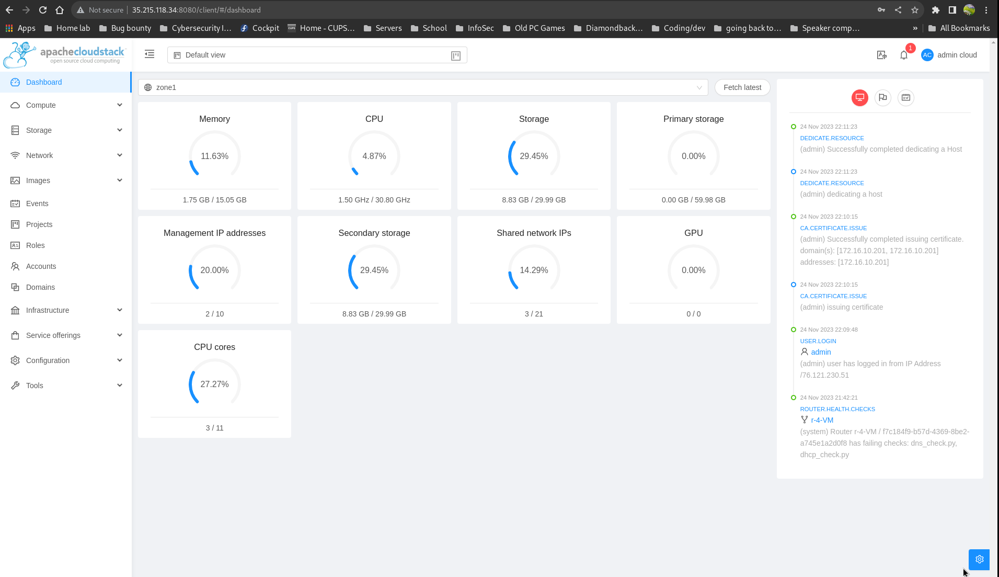 Not secure 35.215.118.34:8080/client/#/dashboard
Apps Home lab Bug bounty Cybersecurity I... Cockpit Home - CUPS... Servers School InfoSec Old PC Games Diamondback... Coding/dev going back to... Speaker comp... » All Bookmarks
apachecloudstack
open source cloud computing
Default view
1
AC admin cloud
Dashboard
Compute
Storage
Network
Images
Events
Projects
Roles
Accounts
Domains
Infrastructure
Service offerings
Configuration
Tools
zone1
Fetch latest
Memory
11.63%
1.75 GB / 15.05 GB
CPU
4.87%
1.50 GHz / 30.80 GHz
Storage
29.45%
8.83 GB / 29.99 GB
Primary storage
0.00%
0.00 GB / 59.98 GB
Management IP addresses
20.00%
2 / 10
Secondary storage
29.45%
8.83 GB / 29.99 GB
Shared network IPs
14.29%
3 / 21
GPU
0.00%
0 / 0
CPU cores
27.27%
3 / 11
24 Nov 2023 22:11:23
DEDICATE.RESOURCE
(admin) Successfully completed dedicating a Host
24 Nov 2023 22:11:23
DEDICATE.RESOURCE
(admin) dedicating a host
24 Nov 2023 22:10:15
CA.CERTIFICATE.ISSUE
(admin) Successfully completed issuing certificate.
domain(s): [172.16.10.201, 172.16.10.201]
addresses: [172.16.10.201]
24 Nov 2023 22:10:15
CA.CERTIFICATE.ISSUE
(admin) issuing certificate
24 Nov 2023 22:09:48
USER.LOGIN
admin
(admin) user has logged in from IP Address
/76.121.230.51
24 Nov 2023 21:42:21
ROUTER.HEALTH.CHECKS
r-4-VM
(system) Router r-4-VM / f7c184f9-b57d-4369-8be2-
a745e1a2d0f8 has failing checks: dns_check.py,
dhcp_check.py